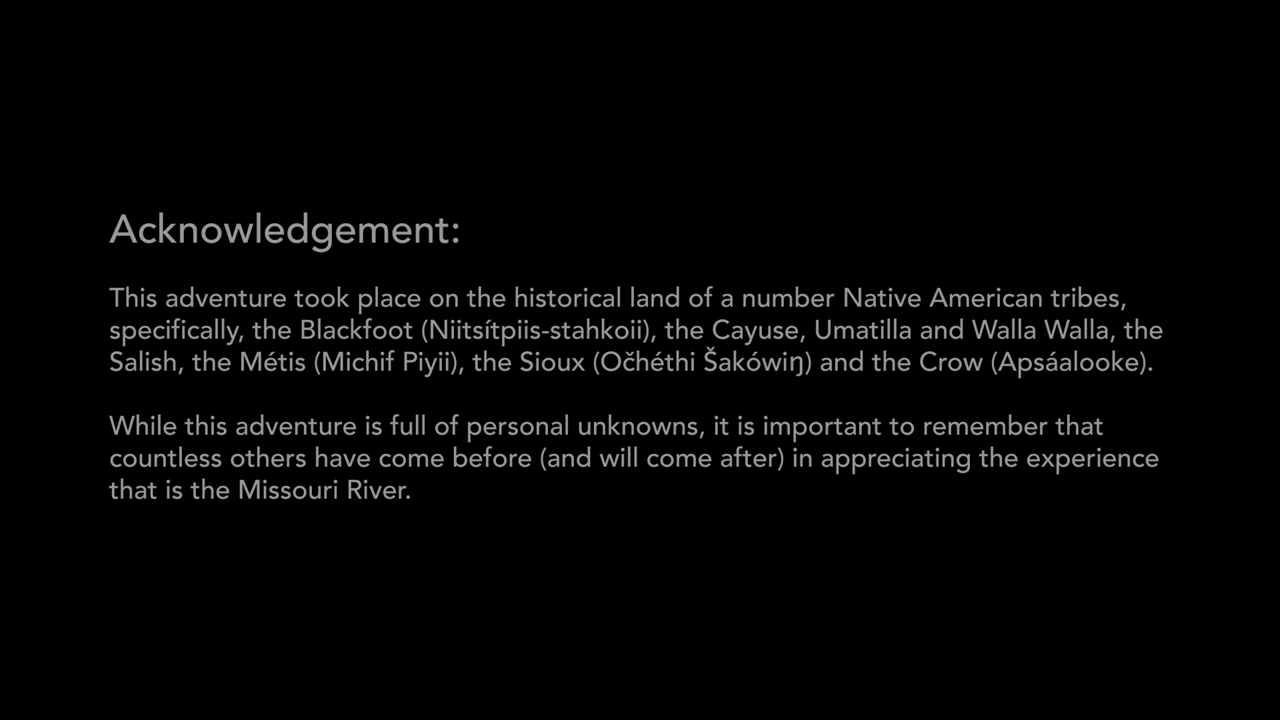 Acknowledgement:
This adventure took place on the historical land of a number Native American tribes,
specifically, the Blackfoot (Niitsítpiis-stahkoii), the Cayuse, Umatilla and Walla Walla, the
Salish, the Métis (Michif Piyii), the Sioux (Očhéthi Šakówiŋ) and the Crow (Apsáalooke).
While this adventure is full of personal unknowns, it is important to remember that
countless others have come before (and will come after) in appreciating the experience
that is the Missouri River.